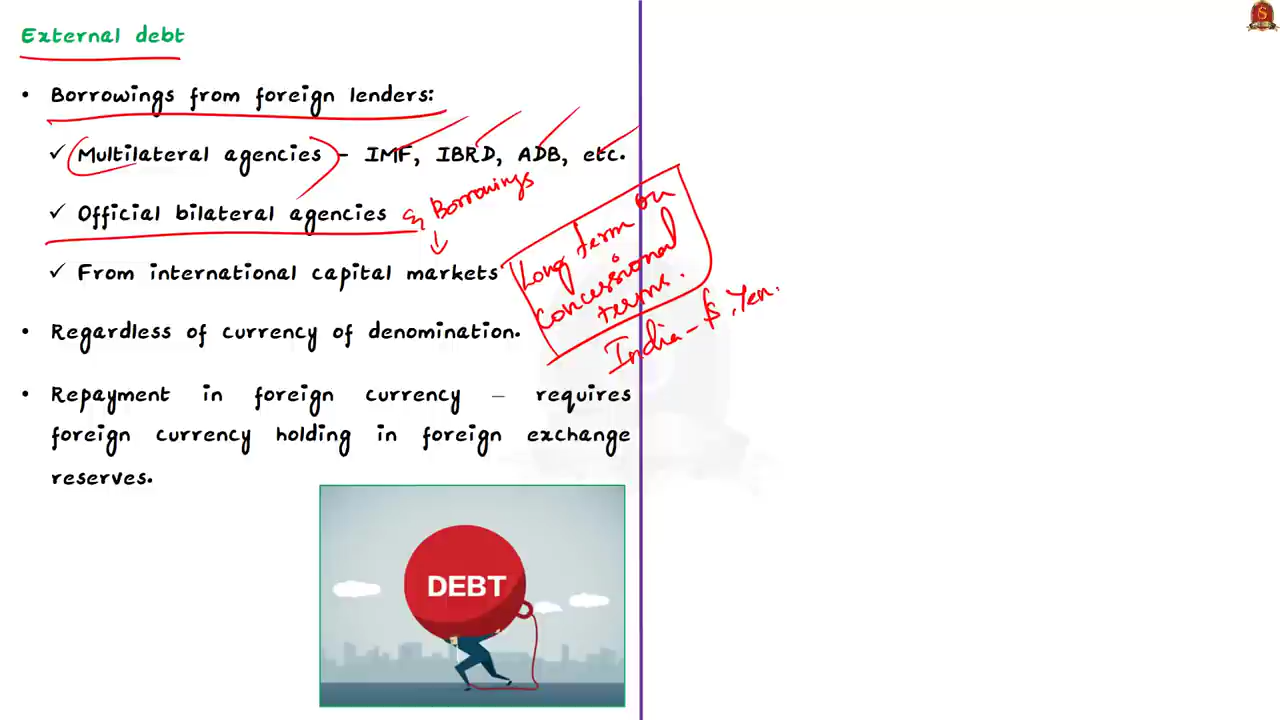 External debt
• Borrowings from foreign lenders:
✓ Multilateral agencies - IMF, IBRD, ADB, etc.
✓ Official bilateral agencies
Borrowings
✓ From international capital markets
Long term on
concessional
terms.
India - $, Yen.
• Regardless of currency of denomination.
• Repayment in foreign currency – requires
foreign currency holding in foreign exchange
reserves.
DEBT
S